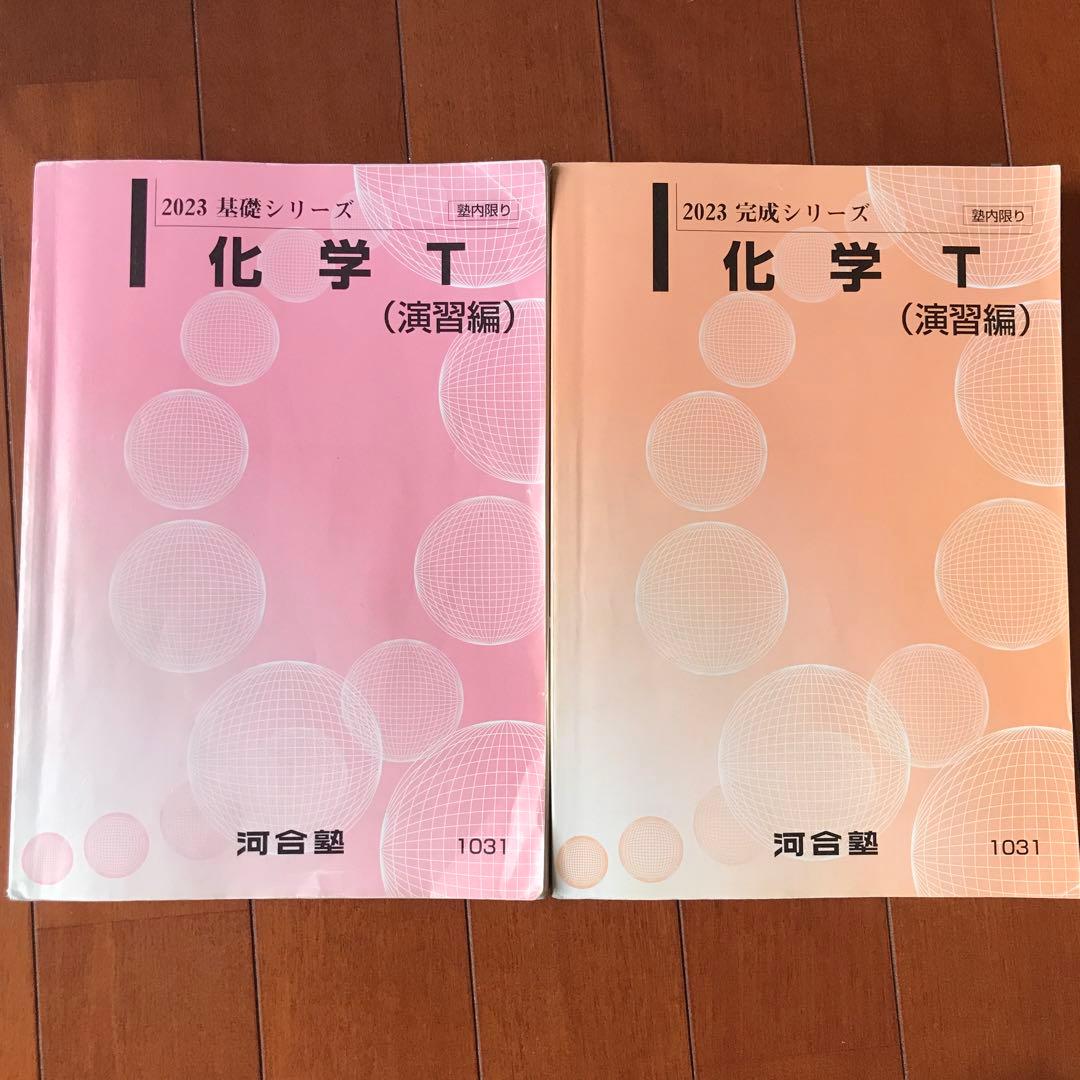 2023 基礎シリーズ
塾内限り
化学T
(演習編)
河合塾
1031
2023 完成シリーズ
塾内限り
化学T
(演習編)
河合塾
1031